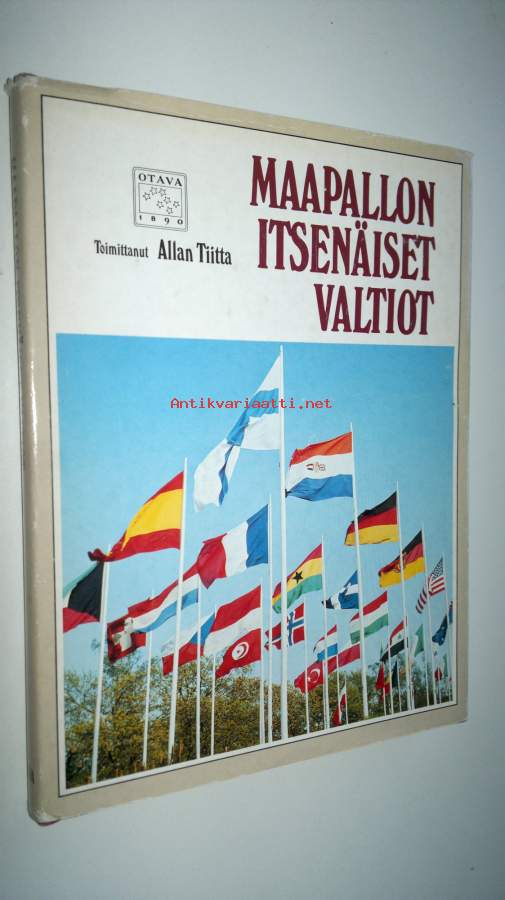 OTAVA
1890
Toimittanut Allan Tiitta
MAAPALLON
ITSENÄISET
VALTIOT
Antikvariaatti.net